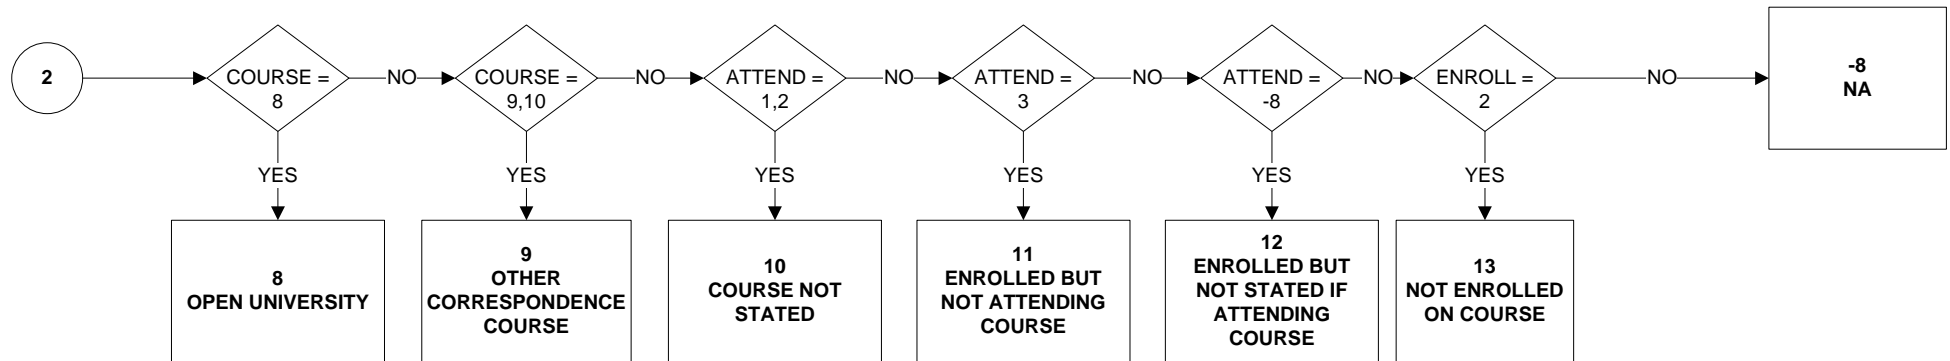 2
COURSE =
8
NO
COURSE =
9,10
NO
ATTEND =
1,2
NO
ATTEND =
3
NO
ATTEND =
-8
NO
ENROLL =
2
NO
-8
NA
YES
YES
YES
YES
YES
YES
8
OPEN UNIVERSITY
9
OTHER
CORRESPONDENCE
COURSE
10
COURSE NOT
STATED
11
ENROLLED BUT
NOT ATTENDING
COURSE
12
ENROLLED BUT
NOT STATED IF
ATTENDING
COURSE
13
NOT ENROLLED
ON COURSE